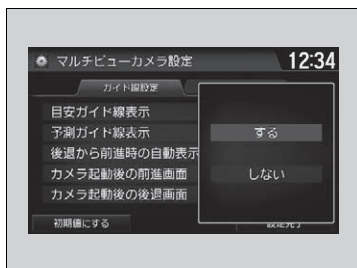 マルチビューカメラ設定
12:34
ガイド線設定
目安ガイド線表示
予測ガイド線表示
後退から前進時の自動表示
カメラ起動後の前進画面
カメラ起動後の後退画面
する
しない
初期値にする
設定完了